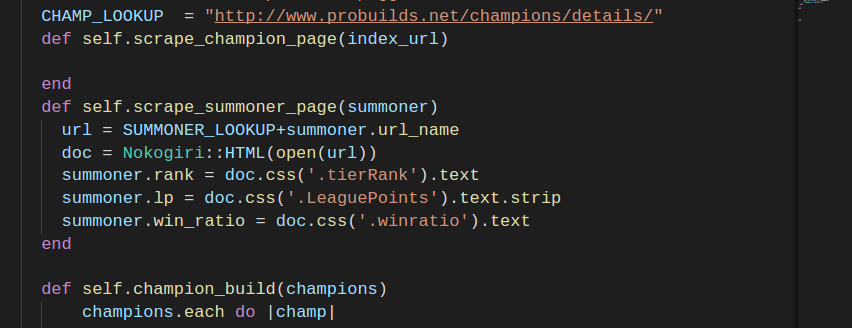 CHAMP_LOOKUP  = "http://www.probuilds.net/champions/details/"
def self.scrape_champion_page(index_url)
end
def self.scrape_summoner_page(summoner)
  url = SUMMONER_LOOKUP+summoner.url_name
  doc = Nokogiri::HTML(open(url))
  summoner.rank = doc.css('.tierRank').text
  summoner.lp = doc.css('.LeaguePoints').text.strip
  summoner.win_ratio = doc.css('.winratio').text
end
def self.champion_build(champions)
    champions.each do |champ|